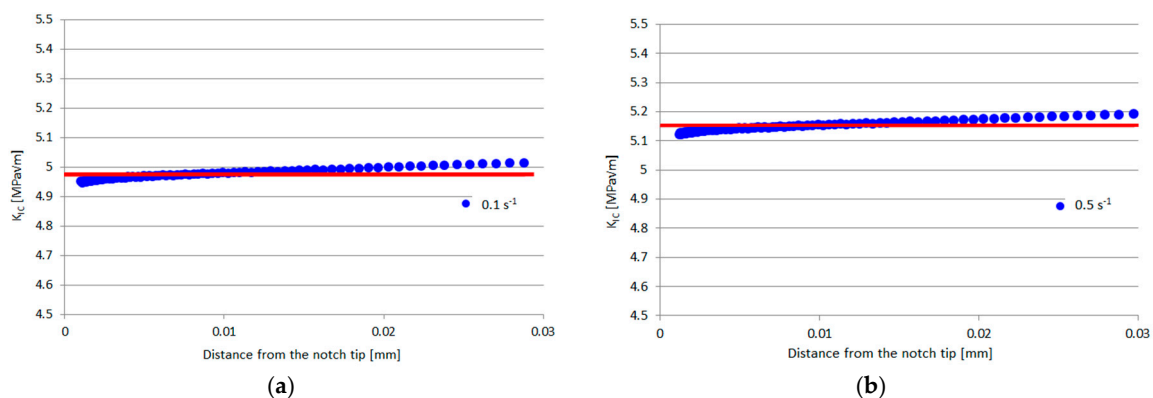 5.5
5.4
5.3
5.2
5.1
5
4.9
4.8
4.7
4.6
4.5
K_IC [MPa√/m]
0.1 s⁻¹
0 0.01 0.02 0.03
Distance from the notch tip [mm]
(a)
5.5
5.4
5.3
5.2
5.1
5
4.9
4.8
4.7
4.6
4.5
K_IC [MPa√/m]
0.5 s⁻¹
0 0.01 0.02 0.03
Distance from the notch tip [mm]
(b)